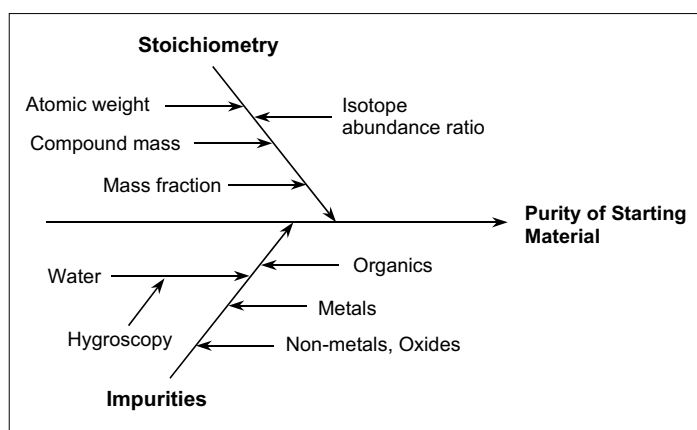 Stoichiometry
Atomic weight
Isotope
abundance ratio
Compound mass
Mass fraction
Purity of Starting
Material
Organics
Water
Metals
Hygroscopy
Non-metals, Oxides
Impurities